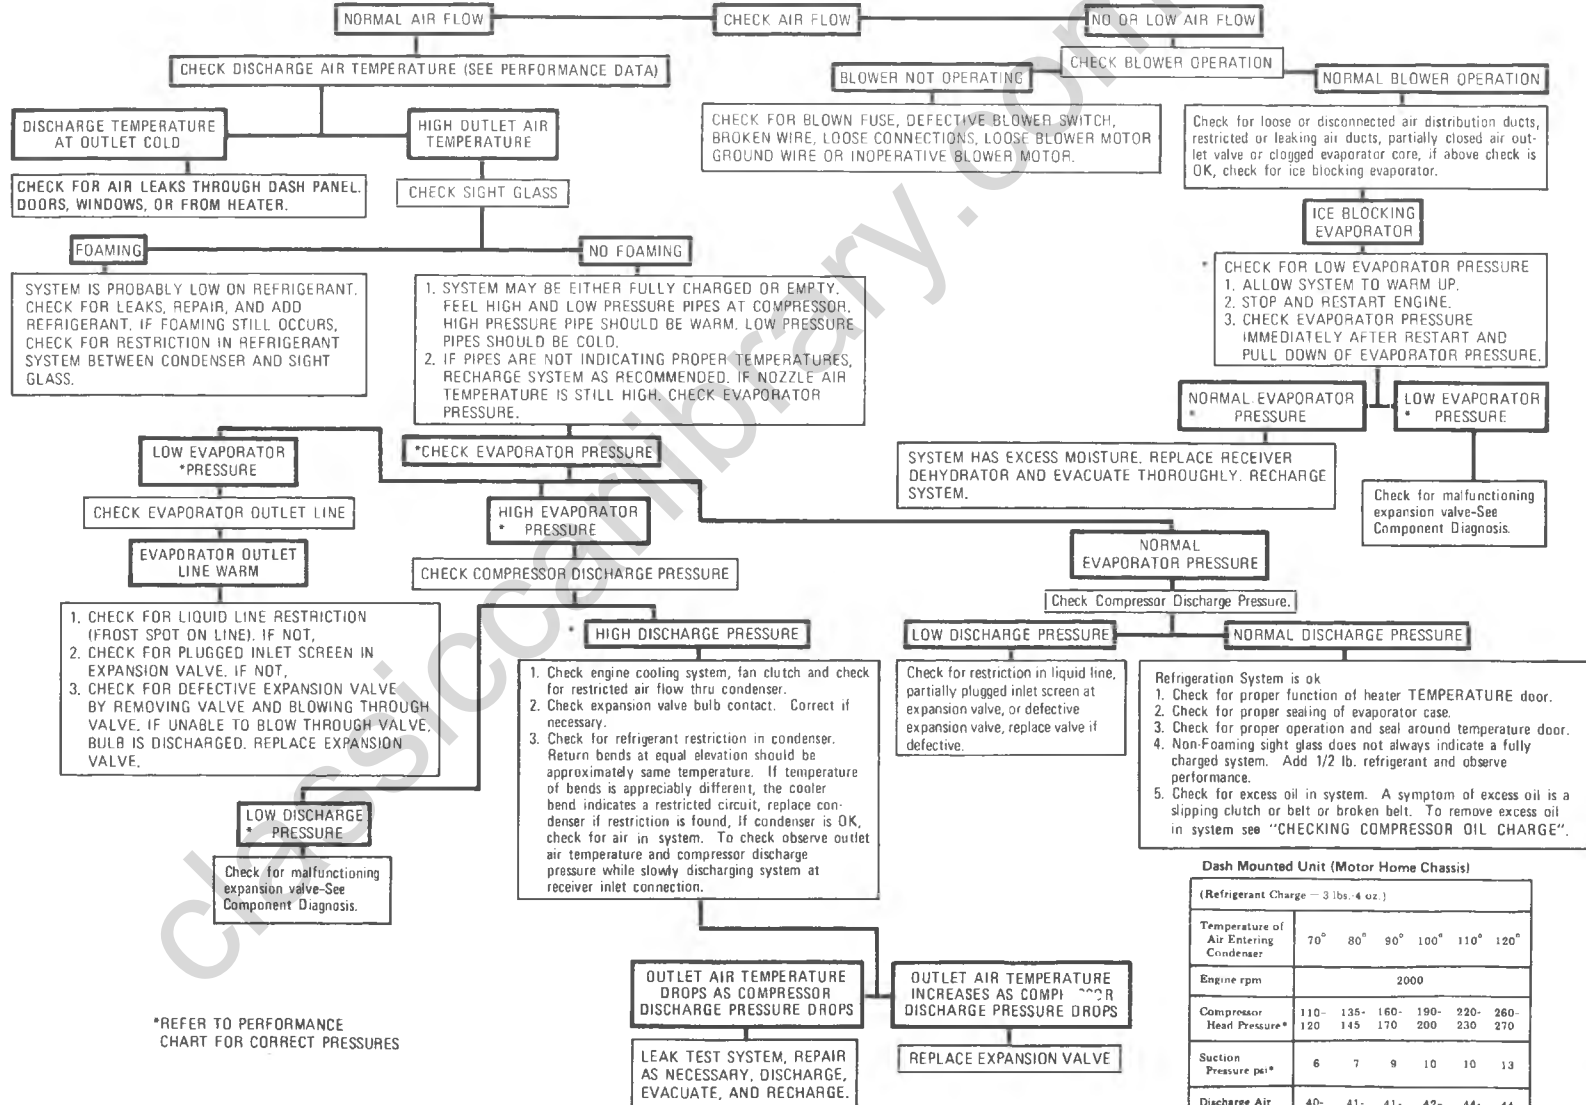 NORMAL AIR FLOW
CHECK AIR FLOW
NO OR LOW AIR FLOW
CHECK DISCHARGE AIR TEMPERATURE (SEE PERFORMANCE DATA)
BLOWER NOT OPERATING
CHECK BLOWER OPERATION
NORMAL BLOWER OPERATION
DISCHARGE TEMPERATURE
AT OUTLET COLD
HIGH OUTLET AIR
TEMPERATURE
CHECK FOR BLOWN FUSE, DEFECTIVE BLOWER SWITCH,
BROKEN WIRE, LOOSE CONNECTIONS, LOOSE BLOWER MOTOR
GROUND WIRE OR INOPERATIVE BLOWER MOTOR.
Check for loose or disconnected air distribution ducts,
restricted or leaking air ducts, partially closed air out-
let valve or clogged evaporator core, if above check is
OK, check for ice blocking evaporator.
CHECK FOR AIR LEAKS THROUGH DASH PANEL.
DOORS, WINDOWS, OR FROM HEATER.
CHECK SIGHT GLASS
ICE BLOCKING
EVAPORATOR
FOAMING
NO FOAMING
SYSTEM IS PROBABLY LOW ON REFRIGERANT.
CHECK FOR LEAKS, REPAIR, AND ADD
REFRIGERANT. IF FOAMING STILL OCCURS,
CHECK FOR RESTRICTION IN REFRIGERANT
SYSTEM BETWEEN CONDENSER AND SIGHT
GLASS.
1. SYSTEM MAY BE EITHER FULLY CHARGED OR EMPTY.
FEEL HIGH AND LOW PRESSURE PIPES AT COMPRESSOR.
HIGH PRESSURE PIPE SHOULD BE WARM. LOW PRESSURE
PIPES SHOULD BE COLD.
2. IF PIPES ARE NOT INDICATING PROPER TEMPERATURES,
RECHARGE SYSTEM AS RECOMMENDED. IF NOZZLE AIR
TEMPERATURE IS STILL HIGH. CHECK EVAPORATOR
PRESSURE.
* CHECK FOR LOW EVAPORATOR PRESSURE
1. ALLOW SYSTEM TO WARM UP.
2. STOP AND RESTART ENGINE.
3. CHECK EVAPORATOR PRESSURE
IMMEDIATELY AFTER RESTART AND
PULL DOWN OF EVAPORATOR PRESSURE.
NORMAL EVAPORATOR
* PRESSURE
LOW EVAPORATOR
* PRESSURE
LOW EVAPORATOR
*PRESSURE
*CHECK EVAPORATOR PRESSURE
SYSTEM HAS EXCESS MOISTURE. REPLACE RECEIVER
DEHYDRATOR AND EVACUATE THOROUGHLY. RECHARGE
SYSTEM.
Check for malfunctioning
expansion valve-See
Component Diagnosis.
CHECK EVAPORATOR OUTLET LINE
HIGH EVAPORATOR
* PRESSURE
NORMAL
EVAPORATOR PRESSURE
EVAPORATOR OUTLET
LINE WARM
CHECK COMPRESSOR DISCHARGE PRESSURE
Check Compressor Discharge Pressure.
1. CHECK FOR LIQUID LINE RESTRICTION
(FROST SPOT ON LINE). IF NOT,
2. CHECK FOR PLUGGED INLET SCREEN IN
EXPANSION VALVE. IF NOT,
3. CHECK FOR DEFECTIVE EXPANSION VALVE
BY REMOVING VALVE AND BLOWING THROUGH
VALVE. IF UNABLE TO BLOW THROUGH VALVE,
BULB IS DISCHARGED. REPLACE EXPANSION
VALVE.
* HIGH DISCHARGE PRESSURE
LOW DISCHARGE PRESSURE
NORMAL DISCHARGE PRESSURE
1. Check engine cooling system, fan clutch and check
for restricted air flow thru condenser.
2. Check expansion valve bulb contact. Correct if
necessary.
3. Check for refrigerant restriction in condenser.
Return bends at equal elevation should be
approximately same temperature. If temperature
of bends is appreciably different, the cooler
bend indicates a restricted circuit, replace con-
denser if restriction is found, If condenser is OK,
check for air in system. To check observe outlet
air temperature and compressor discharge
pressure while slowly discharging system at
receiver inlet connection.
Check for restriction in liquid line,
partially plugged inlet screen at
expansion valve, or defective
expansion valve, replace valve if
defective.
Refrigeration System is ok
1. Check for proper function of heater TEMPERATURE door.
2. Check for proper sealing of evaporator case.
3. Check for proper operation and seal around temperature door.
4. Non-Foaming sight glass does not always indicate a fully
charged system. Add 1/2 lb. refrigerant and observe
performance.
5. Check for excess oil in system. A symptom of excess oil is a
slipping clutch or belt or broken belt. To remove excess oil
in system see "CHECKING COMPRESSOR OIL CHARGE".
LOW DISCHARGE
* PRESSURE
Check for malfunctioning
expansion valve-See
Component Diagnosis.
Dash Mounted Unit (Motor Home Chassis)
(Refrigerant Charge — 3 lbs.-4 oz.)
Temperature of
Air Entering
Condenser
70° 80° 90° 100° 110° 120°
Engine rpm 2000
Compressor
Head Pressure*
110- 135- 160- 190- 220- 260-
120 145 170 200 230 270
Suction
Pressure psi*
6 7 9 10 10 13
Discharge Air 40- 41- 41- 42- 44- 44
OUTLET AIR TEMPERATURE
DROPS AS COMPRESSOR
DISCHARGE PRESSURE DROPS
OUTLET AIR TEMPERATURE
INCREASES AS
DISCHARGE PRESSURE DROPS
*REFER TO PERFORMANCE
CHART FOR CORRECT PRESSURES
LEAK TEST SYSTEM, REPAIR
AS NECESSARY, DISCHARGE,
EVACUATE, AND RECHARGE.
REPLACE EXPANSION VALVE
classiccarlibrary.com